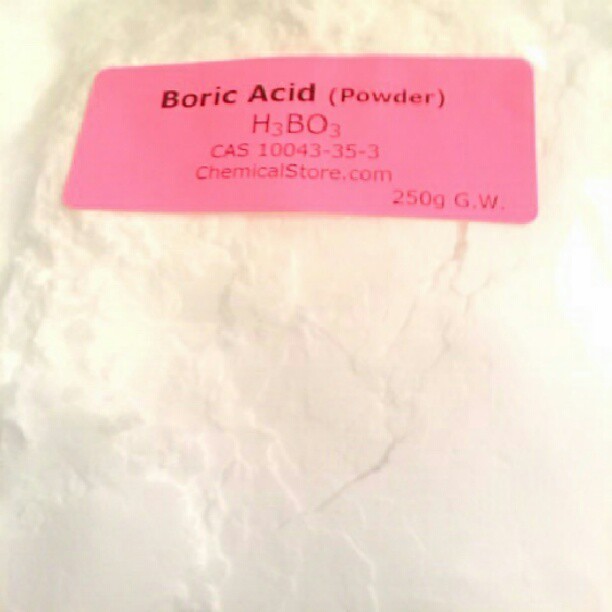 Boric Acid (Powder)
H₃BO₃
CAS 10043-35-3
ChemicalStore.com
250g G.W.